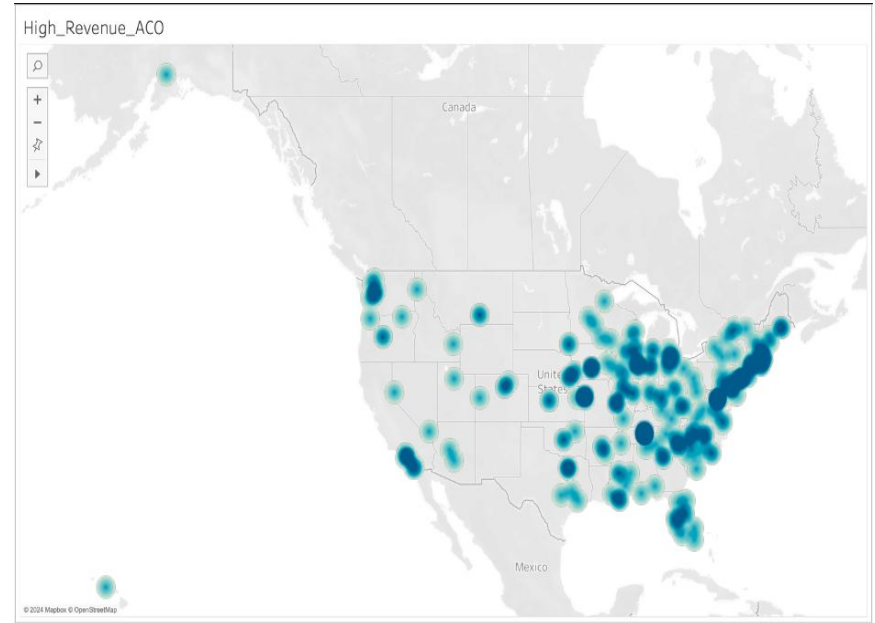 High_Revenue_ACO
Canada
United
States
Mexico
© 2024 Mapbox © OpenStreetMap